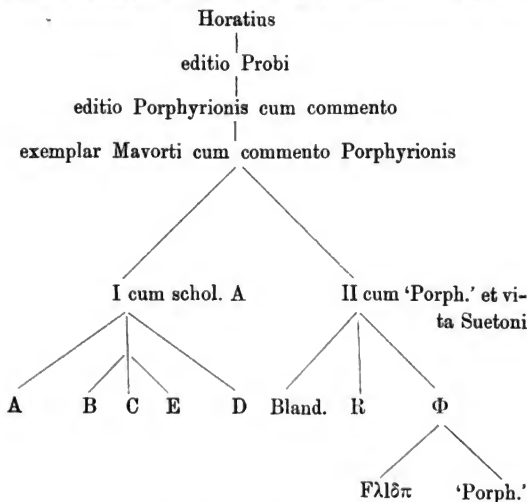 Horatius
editio Probi
editio Porphyrionis cum commento
exemplar Mavorti cum commento Porphyrionis
I cum schol. A
II cum ‘Porph.’ et vi-
ta Suetoni
A B C E D Bland. R Φ
Fλlδπ ‘Porph.’